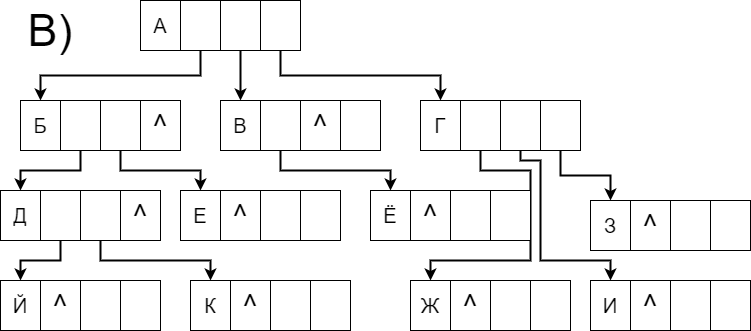 В)
А
Б ^
В ^
Г
Д ^
Е ^
Ё ^
З ^
Й ^
К ^
Ж ^
И ^